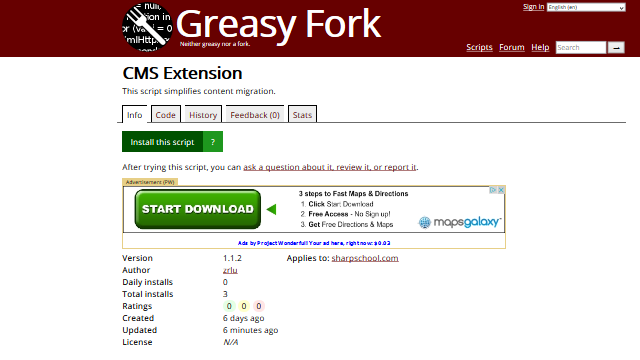 Sign in English (en)
= null
ction in
or (va = 0
mlHttp
Greasy Fork
Neither greasy nor a fork.
Scripts Forum Help Search →
CMS Extension
This script simplifies content migration.
Info Code History Feedback (0) Stats
Install this script ?
After trying this script, you can ask a question about it, review it, or report it.
Advertisement (PW)
START DOWNLOAD
3 steps to Fast Maps & Directions
1. Click Start Download
2. Free Access - No Sign up!
3. Get Free Directions & Maps
mapsgalaxy
Ads by Project Wonderful! Your ad here, right now: $0.03
Version 1.1.2 Applies to: sharpschool.com
Author zrlu
Daily installs 0
Total installs 3
Ratings 0 0 0
Created 6 days ago
Updated 6 minutes ago
License N/A